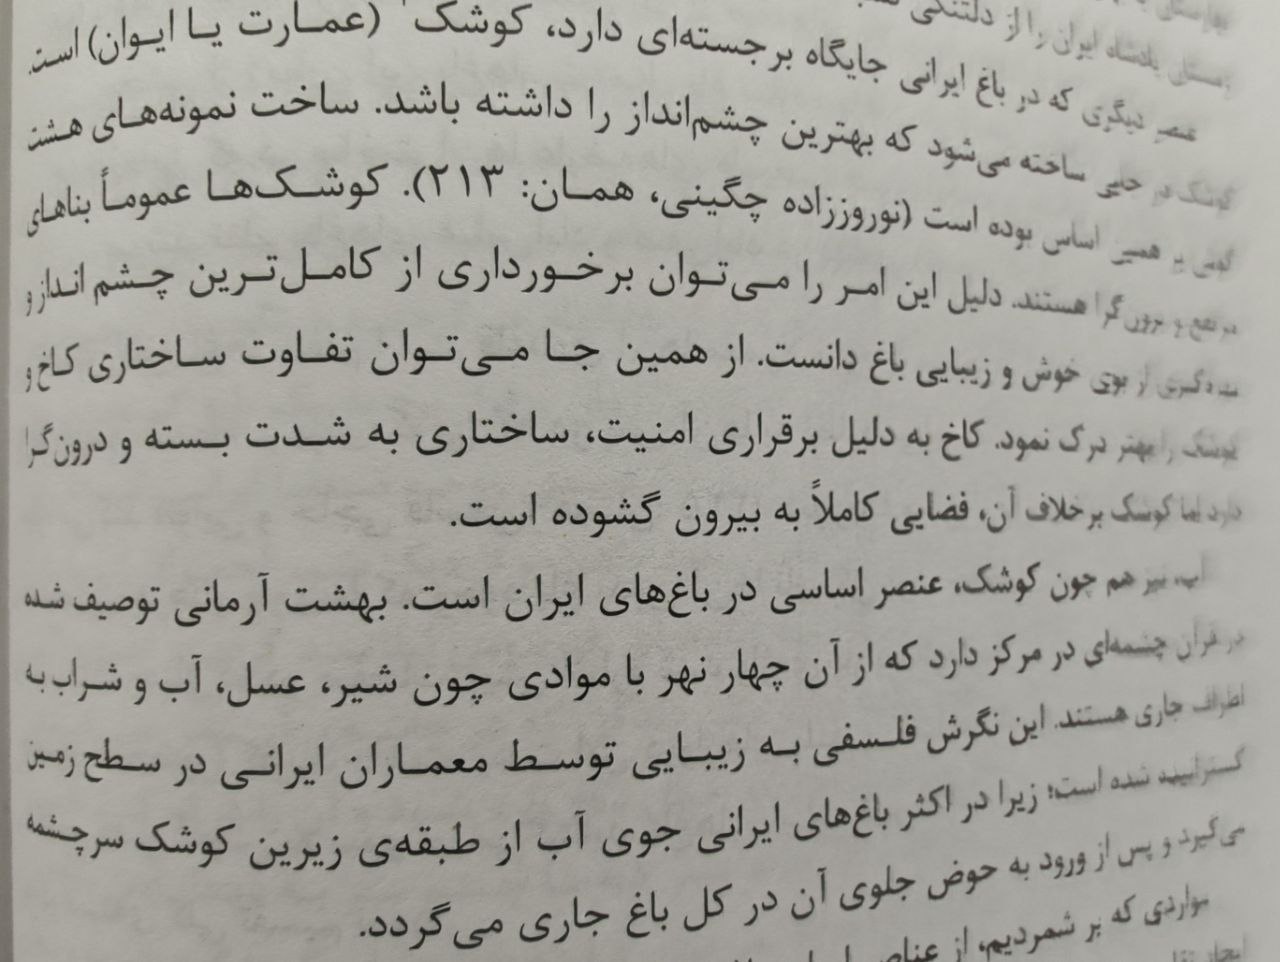 زمستان پادشاه ایران را از دلتنگی
عنصر دیگری که در باغ ایرانی جایگاه برجسته‌ای دارد، کوشک (عمارت یا ایوان) است.
کوشک در جایی ساخته می‌شود که بهترین چشم‌انداز را داشته باشد. ساخت نمونه‌های هشت
گوش بر همین اساس بوده است (نوروززاده چگینی، همان: ۲۱۳). کوشک‌ها عموماً بناهای
مرتفع و برون‌گرا هستند. دلیل این امر را می‌توان برخورداری از کامل‌ترین چشم انداز و
از بوی خوش و زیبایی باغ دانست. از همین جا می‌توان تفاوت ساختاری کاخ و
کوشک را بهتر درک نمود. کاخ به دلیل برقراری امنیت، ساختاری به شدت بسته و درون‌گرا
دارد اما کوشک برخلاف آن، فضایی کاملاً به بیرون گشوده است.
آب نیز هم چون کوشک، عنصر اساسی در باغ‌های ایران است. بهشت آرمانی توصیف شده
در قرآن چشمه‌ای در مرکز دارد که از آن چهار نهر با موادی چون شیر، عسل، آب و شراب به
اطراف جاری هستند. این نگرش فلسفی به زیبایی توسط معماران ایرانی در سطح زمین
گسترانیده شده است؛ زیرا در اکثر باغ‌های ایرانی جوی آب از طبقه‌ی زیرین کوشک سرچشمه
می‌گیرد و پس از ورود به حوض جلوی آن در کل باغ جاری می‌گردد.
مواردی که بر شمردیم، از عناصر